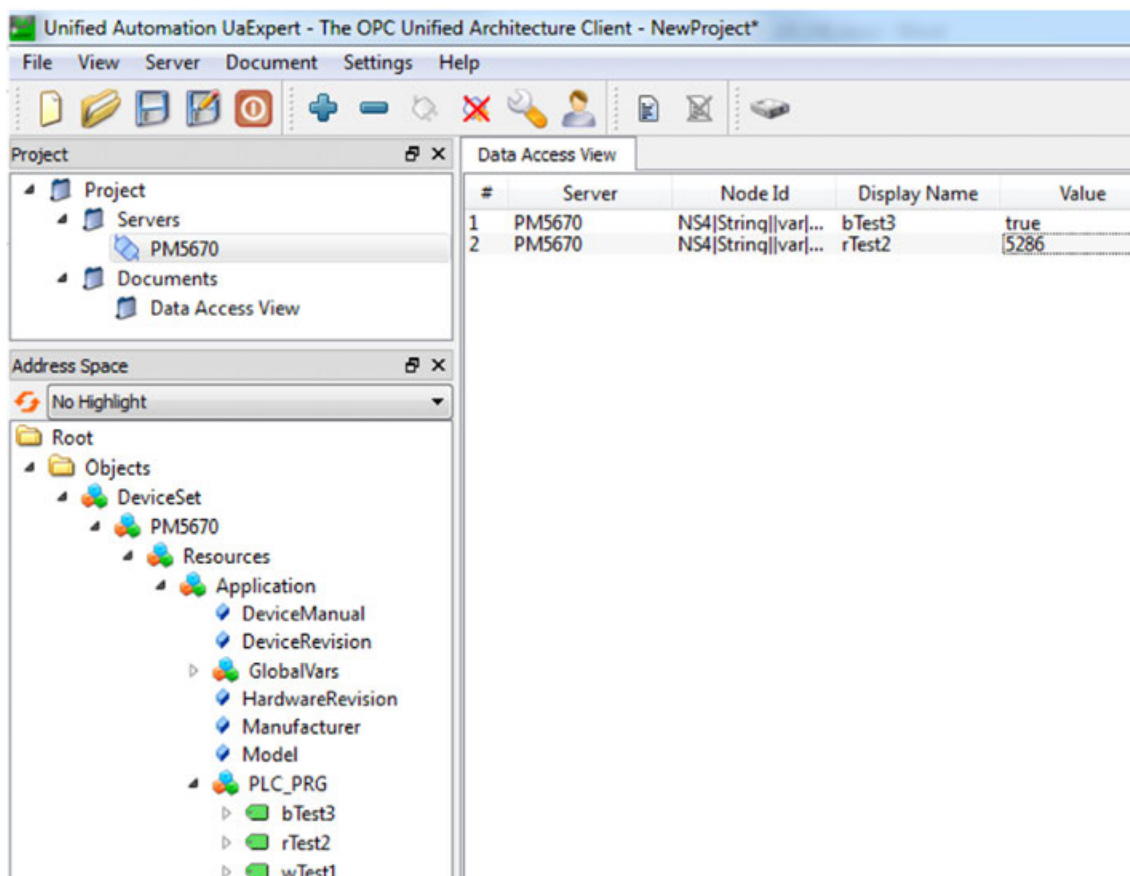 Unified Automation UaExpert - The OPC Unified Architecture Client - NewProject*
File View Server Document Settings Help
Project
Project
Servers
PM5670
Documents
Data Access View
Address Space
No Highlight
Root
Objects
DeviceSet
PM5670
Resources
Application
DeviceManual
DeviceRevision
GlobalVars
HardwareRevision
Manufacturer
Model
PLC_PRG
bTest3
rTest2
wTest1
Data Access View
# Server Node Id Display Name Value
1 PM5670 NS4|String||var|... bTest3 true
2 PM5670 NS4|String||var|... rTest2 5286